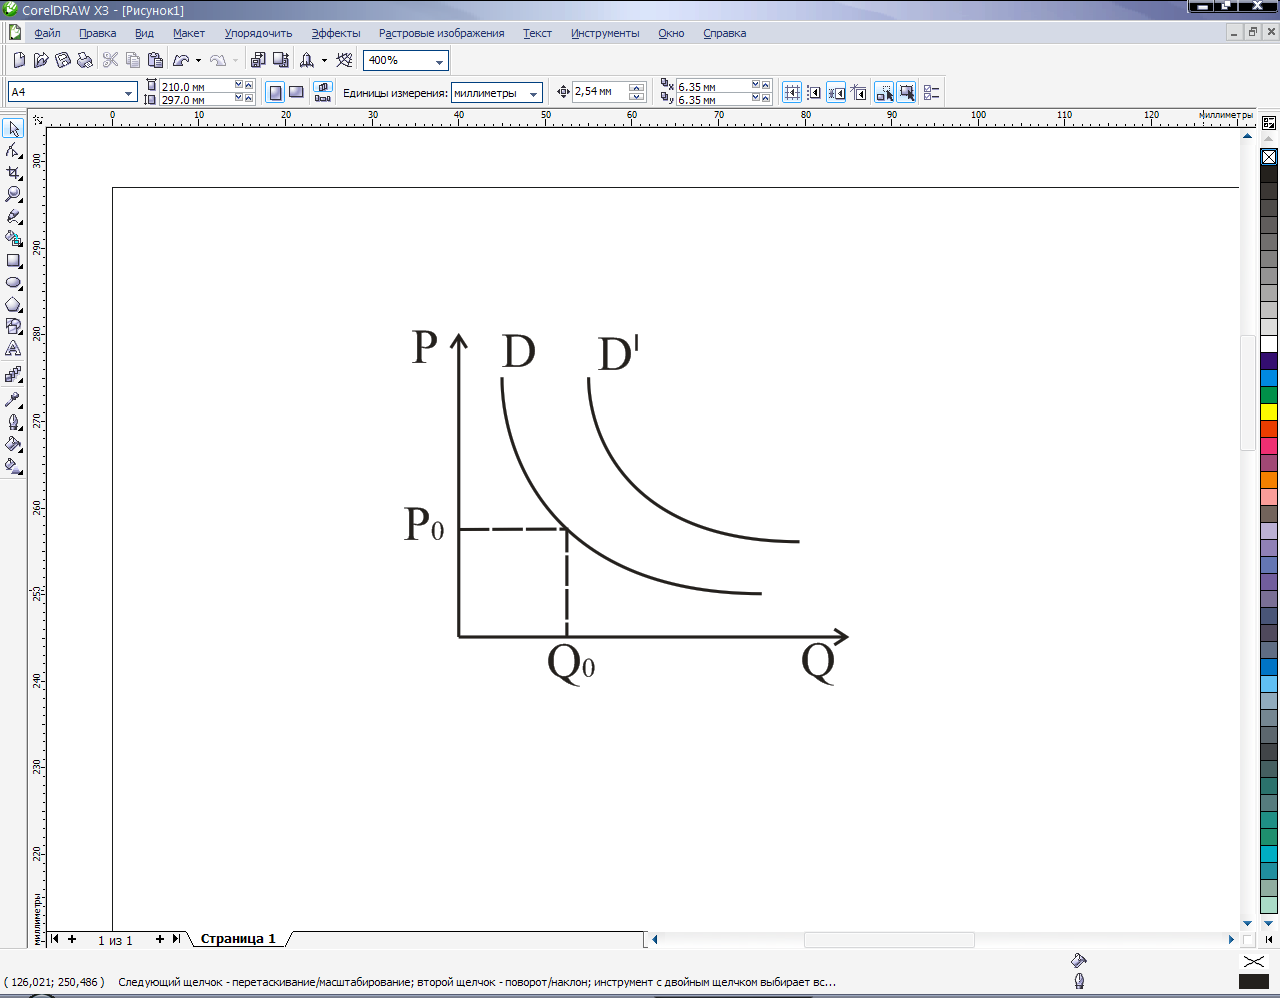 CorelDRAW X3 - [Рисунок1]
Файл Правка Вид Макет Упорядочить Эффекты Растровые изображения Текст Инструменты Окно Справка
400%
A4 210.0 мм 297.0 мм Единицы измерения: миллиметры 2,54 мм 6.35 мм 6.35 мм
0 10 20 30 40 50 60 70 80 90 100 110 120 миллиметры
300
290
280
270
260
250
240
230
220
миллиметры
P D D'
P0
Q0 Q
1 из 1 Страница 1
( 126,021; 250,486 ) Следующий щелчок - перетаскивание/масштабирование; второй щелчок - поворот/наклон; инструмент с двойным щелчком выбирает вс...